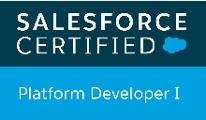 SALESFORCE
CERTIFIED
Platform Developer I